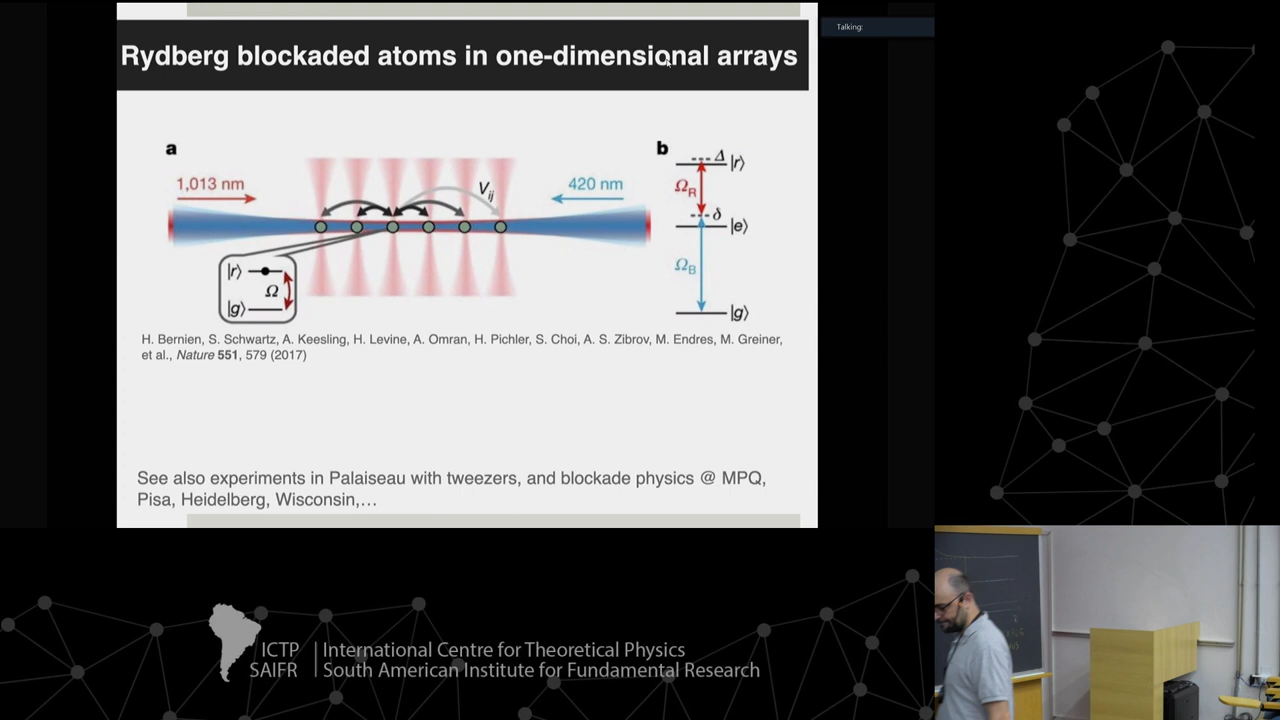 Rydberg blockaded atoms in one-dimensional arrays
Talking:
a
1,013 nm
V_ij
420 nm
|r⟩
|g⟩
Ω
b
Δ
|r⟩
Ω_R
δ
|e⟩
Ω_B
|g⟩
H. Bernien, S. Schwartz, A. Keesling, H. Levine, A. Omran, H. Pichler, S. Choi, A. S. Zibrov, M. Endres, M. Greiner,
et al., Nature 551, 579 (2017)
See also experiments in Palaiseau with tweezers, and blockade physics @ MPQ,
Pisa, Heidelberg, Wisconsin,…
ICTP
SAIFR
International Centre for Theoretical Physics
South American Institute for Fundamental Research